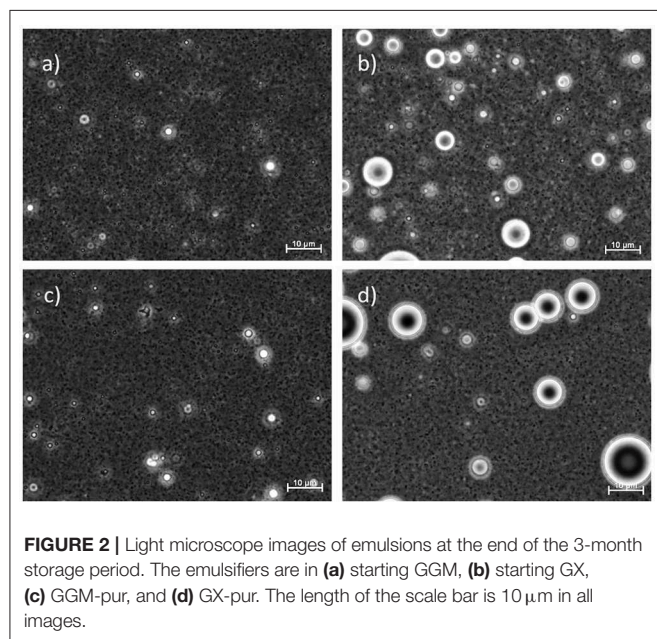 a)
b)
10 µm
10 µm
c)
d)
10 µm
10 µm
FIGURE 2 | Light microscope images of emulsions at the end of the 3-month
storage period. The emulsifiers are in (a) starting GGM, (b) starting GX,
(c) GGM-pur, and (d) GX-pur. The length of the scale bar is 10 µm in all
images.